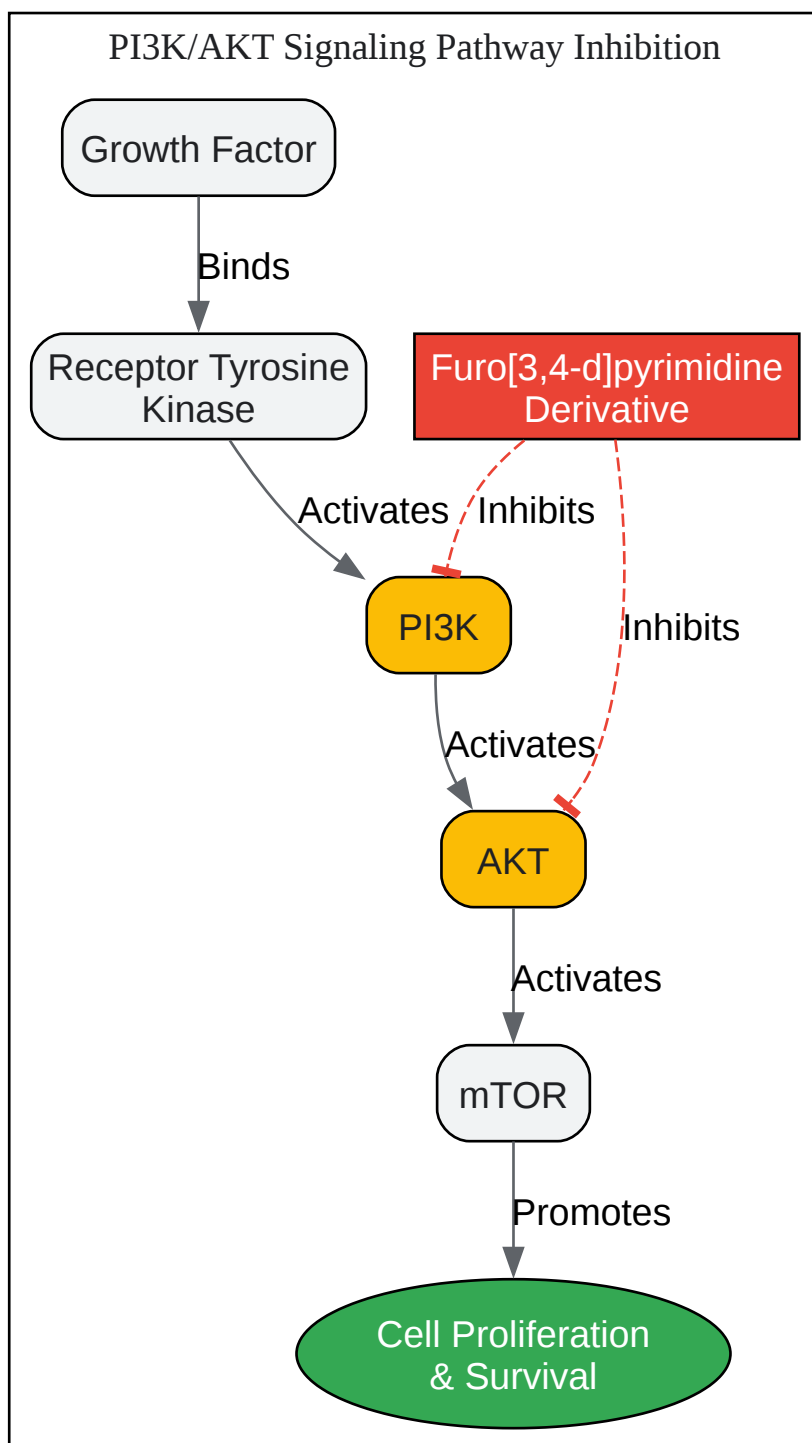 PI3K/AKT Signaling Pathway Inhibition
Growth Factor
Binds
Receptor Tyrosine
Kinase
Furo[3,4-d]pyrimidine
Derivative
Activates
Inhibits
PI3K
Inhibits
Activates
AKT
Activates
mTOR
Promotes
Cell Proliferation
& Survival